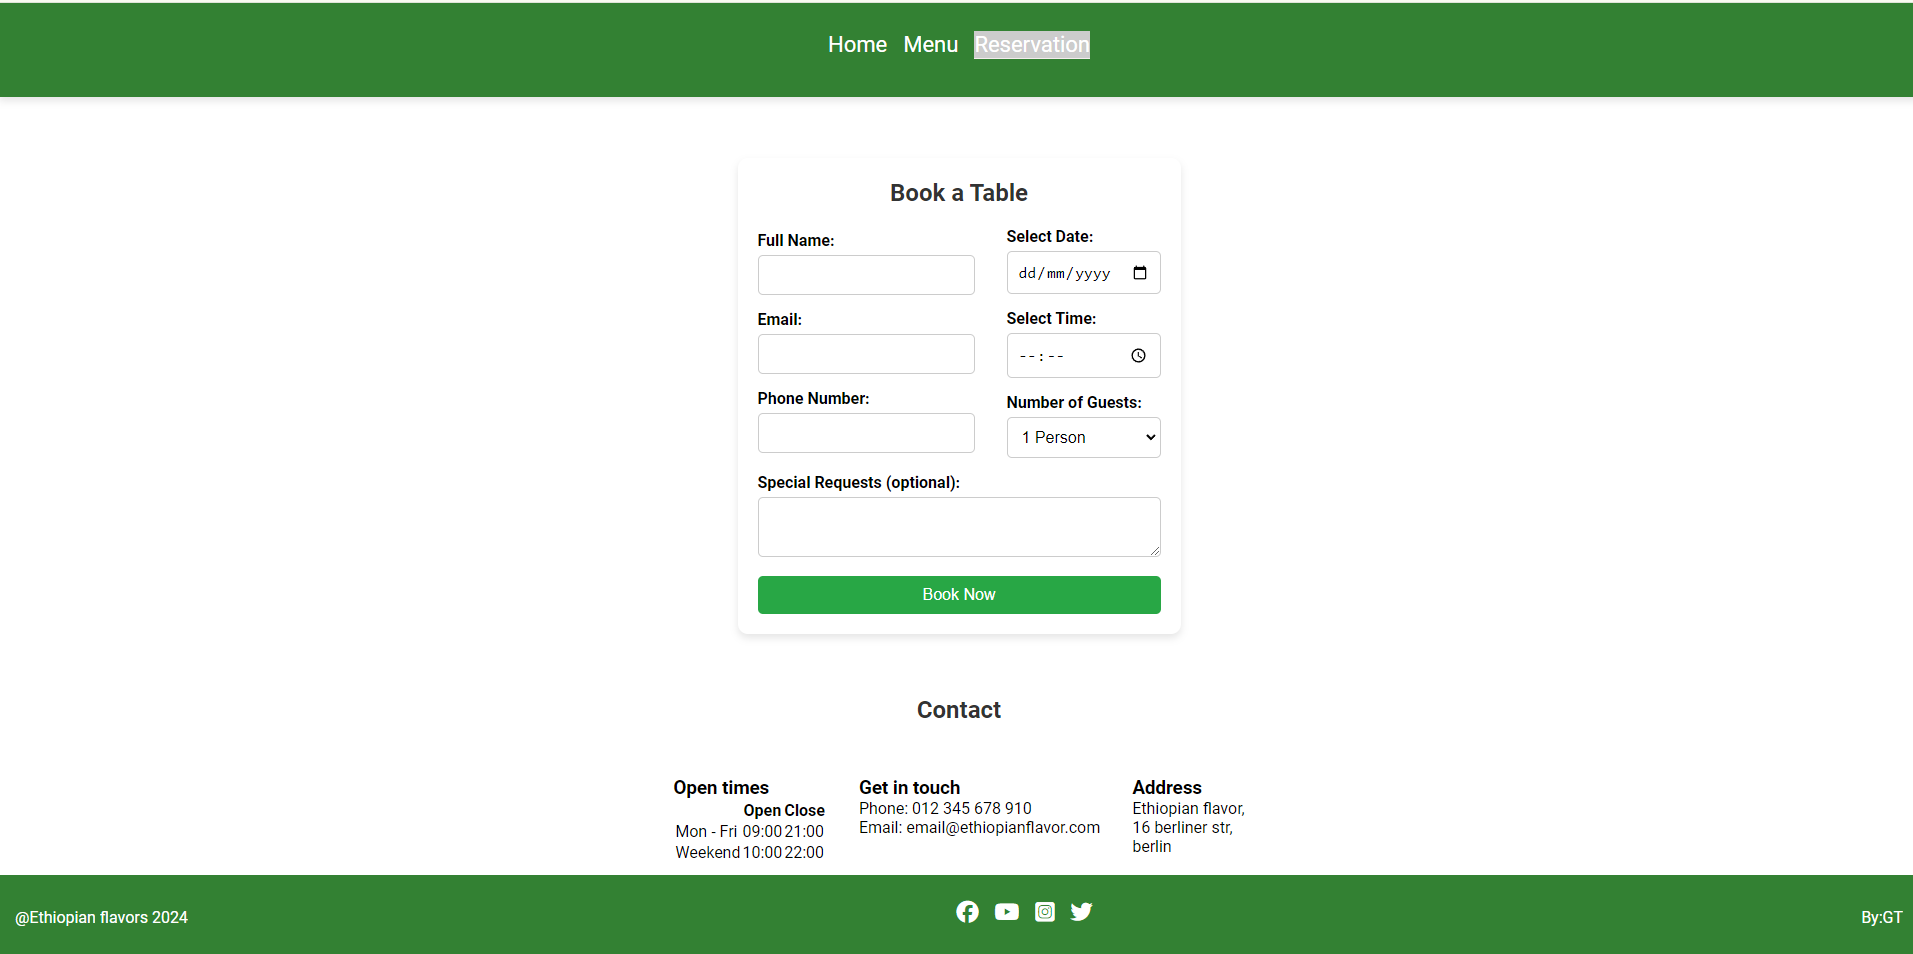 Home Menu Reservation
Book a Table
Full Name:
Select Date:
dd/mm/yyyy
Email:
Select Time:
--:--
Phone Number:
Number of Guests:
1 Person
Special Requests (optional):
Book Now
Contact
Open times
Open Close
Mon - Fri 09:00 21:00
Weekend 10:00 22:00
Get in touch
Phone: 012 345 678 910
Email: email@ethiopianflavor.com
Address
Ethiopian flavor,
16 berliner str,
berlin
@Ethiopian flavors 2024
By:GT